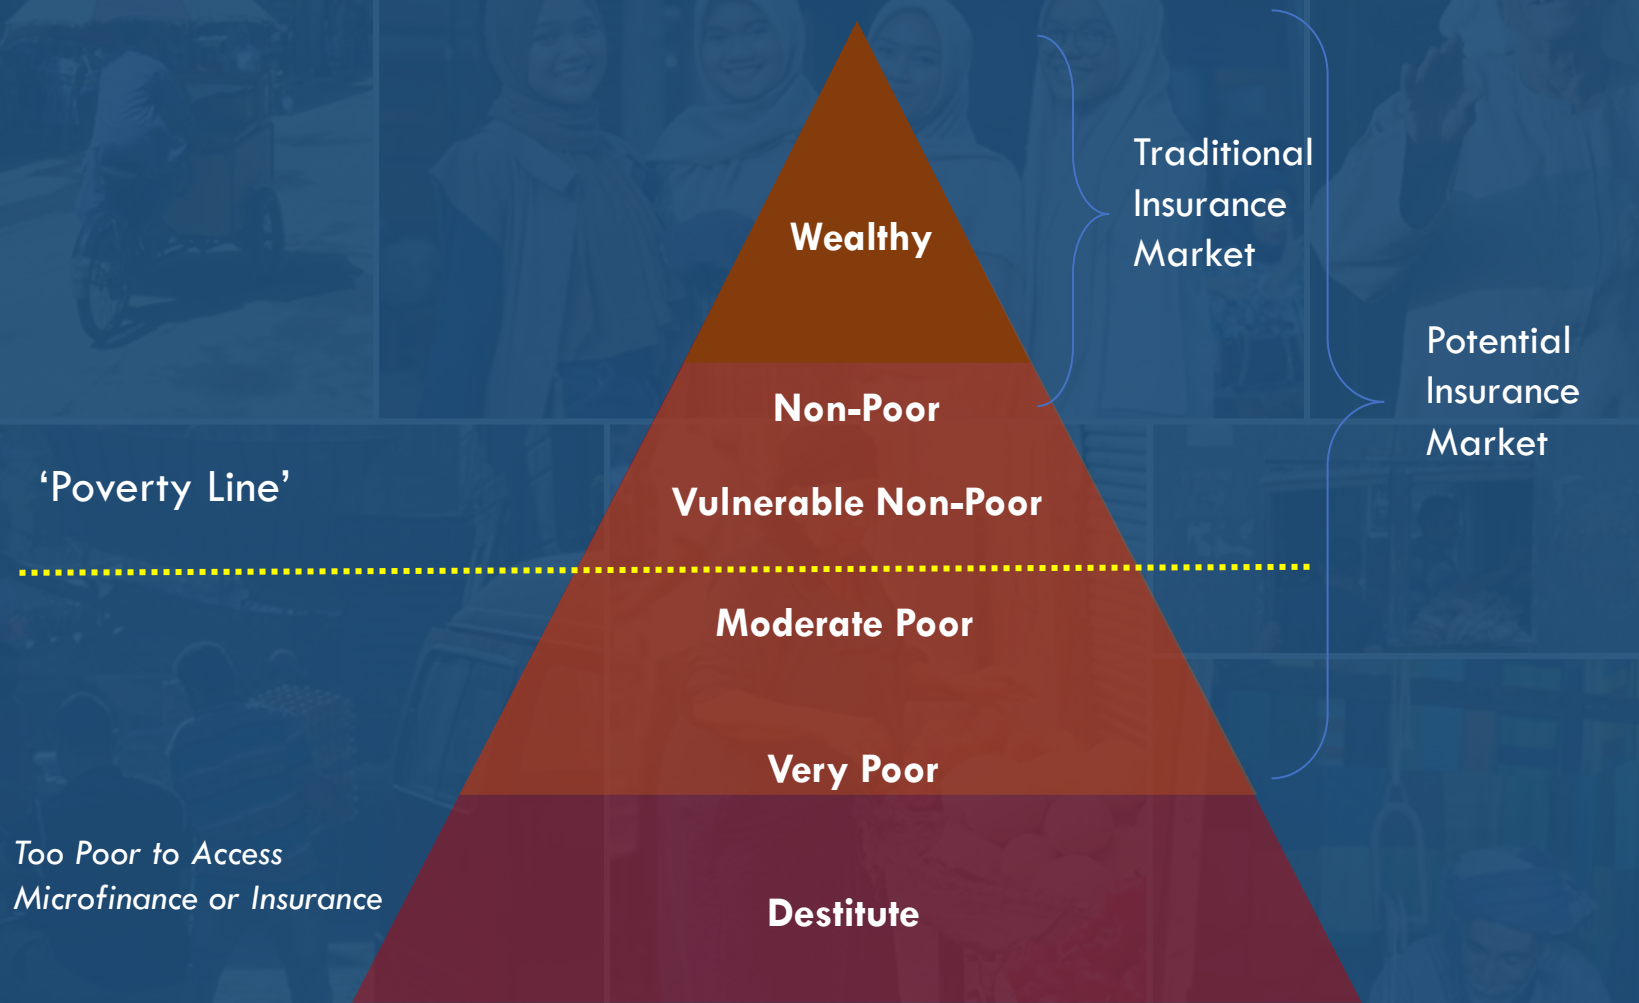 Traditional
Insurance
Market
Wealthy
Potential
Insurance
Market
Non-Poor
‘Poverty Line’
Vulnerable Non-Poor
Moderate Poor
Very Poor
Too Poor to Access
Microfinance or Insurance
Destitute